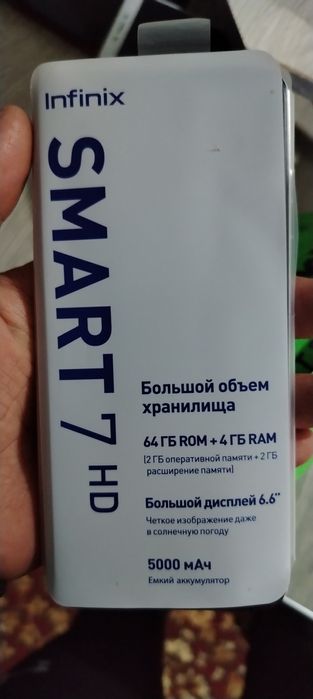 Infinix
SMART 7 HD
Большой объем
хранилища
64 ГБ ROM + 4 ГБ RAM
(2 ГБ оперативной памяти + 2 ГБ
расширение памяти)
Большой дисплей 6.6"
Четкое изображение даже
в солнечную погоду
5000 мАч
Емкий аккумулятор